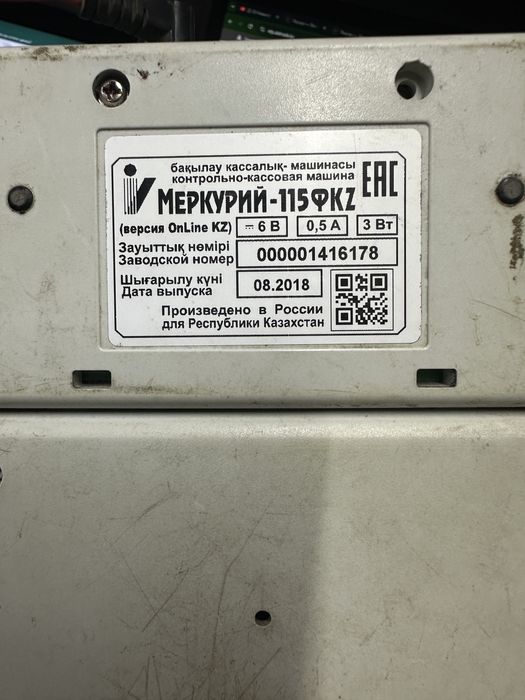 бақылау кассалық- машинасы
контрольно-кассовая машина
МЕРКУРИЙ-115ФKZ
EAC
(версия OnLine KZ) ⎓ 6 В 0,5 А 3 Вт
Зауыттық нөмірі
Заводской номер 000001416178
Шығарылу күні
Дата выпуска 08.2018
Произведено в России
для Республики Казахстан